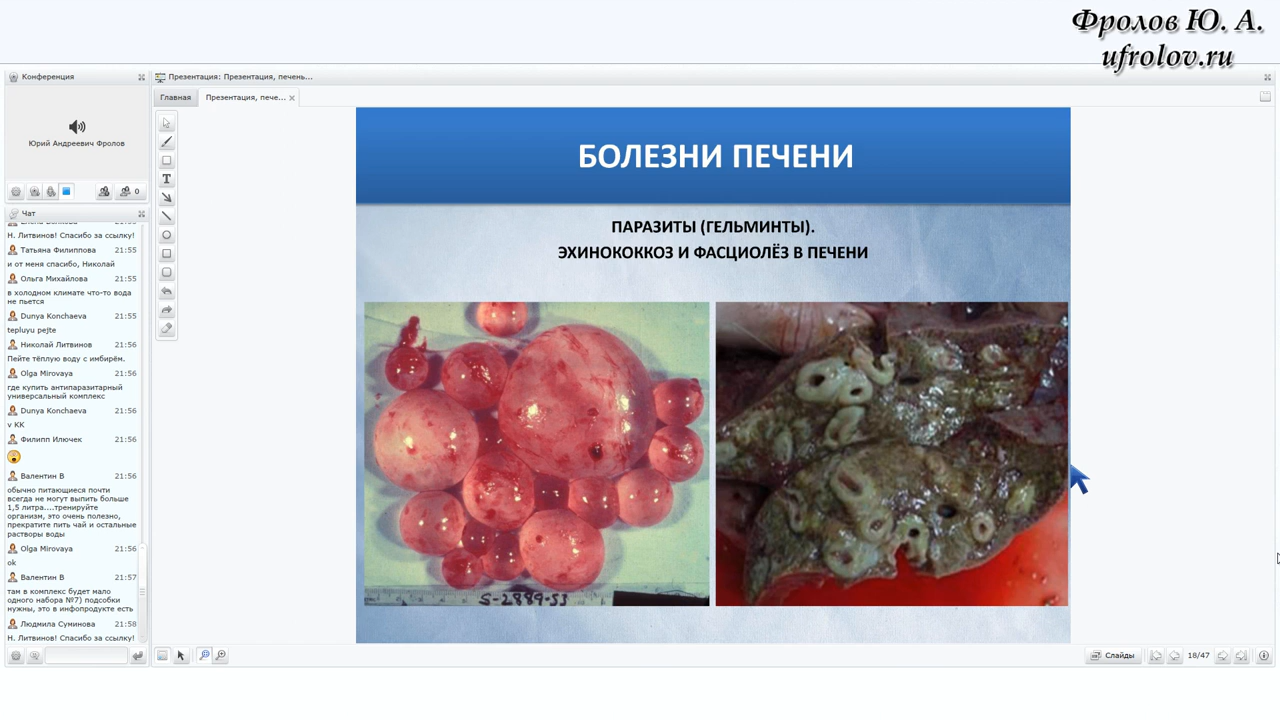 Фролов Ю. А.
ufrolov.ru
Конференция
Юрий Андреевич Фролов
0
Чат
Н. Литвинов! Спасибо за ссылку!
Татьяна Филиппова 21:55
и от меня спасибо, Николай
Ольга Михайлова 21:55
в холодном климате что-то вода
не пьется
Dunya Konchaeva 21:55
tepluyu pejte
Николай Литвинов 21:56
Пейте тёплую воду с имбирём.
Olga Mirovaya 21:56
где купить антипаразитарный
универсальный комплекс
Dunya Konchaeva 21:56
v KK
Филипп Илючек 21:56
Валентин В 21:56
обычно питающиеся почти
всегда не могут выпить больше
1,5 литра....тренируйте
организм, это очень полезно,
прекратите пить чай и остальные
растворы воды
Olga Mirovaya 21:56
ok
Валентин В 21:57
там в комплекс будет мало
одного набора №7) подсобки
нужны, это в инфопродукте есть
Людмила Суминова 21:58
Н. Литвинов! Спасибо за ссылку!
Презентация: Презентация, печень...
Главная
Презентация, пече...
T
БОЛЕЗНИ ПЕЧЕНИ
ПАРАЗИТЫ (ГЕЛЬМИНТЫ).
ЭХИНОКОККОЗ И ФАСЦИОЛЁЗ В ПЕЧЕНИ
S-2889-53
Слайды
18/47